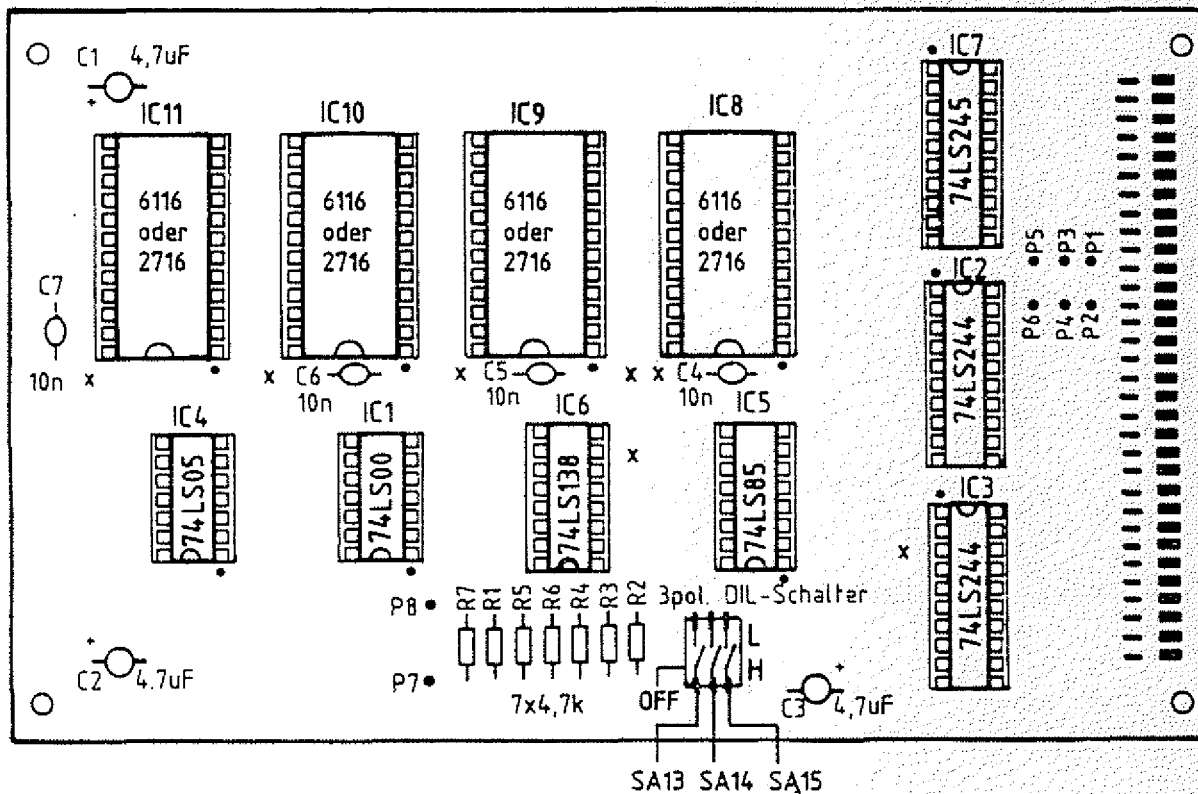 C1 4,7uF
+
IC11
IC10
IC9
IC8
IC7
6116
oder
2716
6116
oder
2716
6116
oder
2716
6116
oder
2716
74LS245
P5
P3
P1
C7
10n
x
x
C6
10n
x
C5
10n
x
x
C4
10n
IC2
74LS244
P6
P4
P2
IC4
74LS05
IC1
74LS00
IC6
74LS138
x
IC5
74LS85
IC3
74LS244
x
P8
R7
R1
R5
R6
R4
R3
R2
3pol. DIL-Schalter
L
H
+
C2 4.7uF
P7
7x4,7k
OFF
+
C3 4,7uF
SA13 SA14 SA15